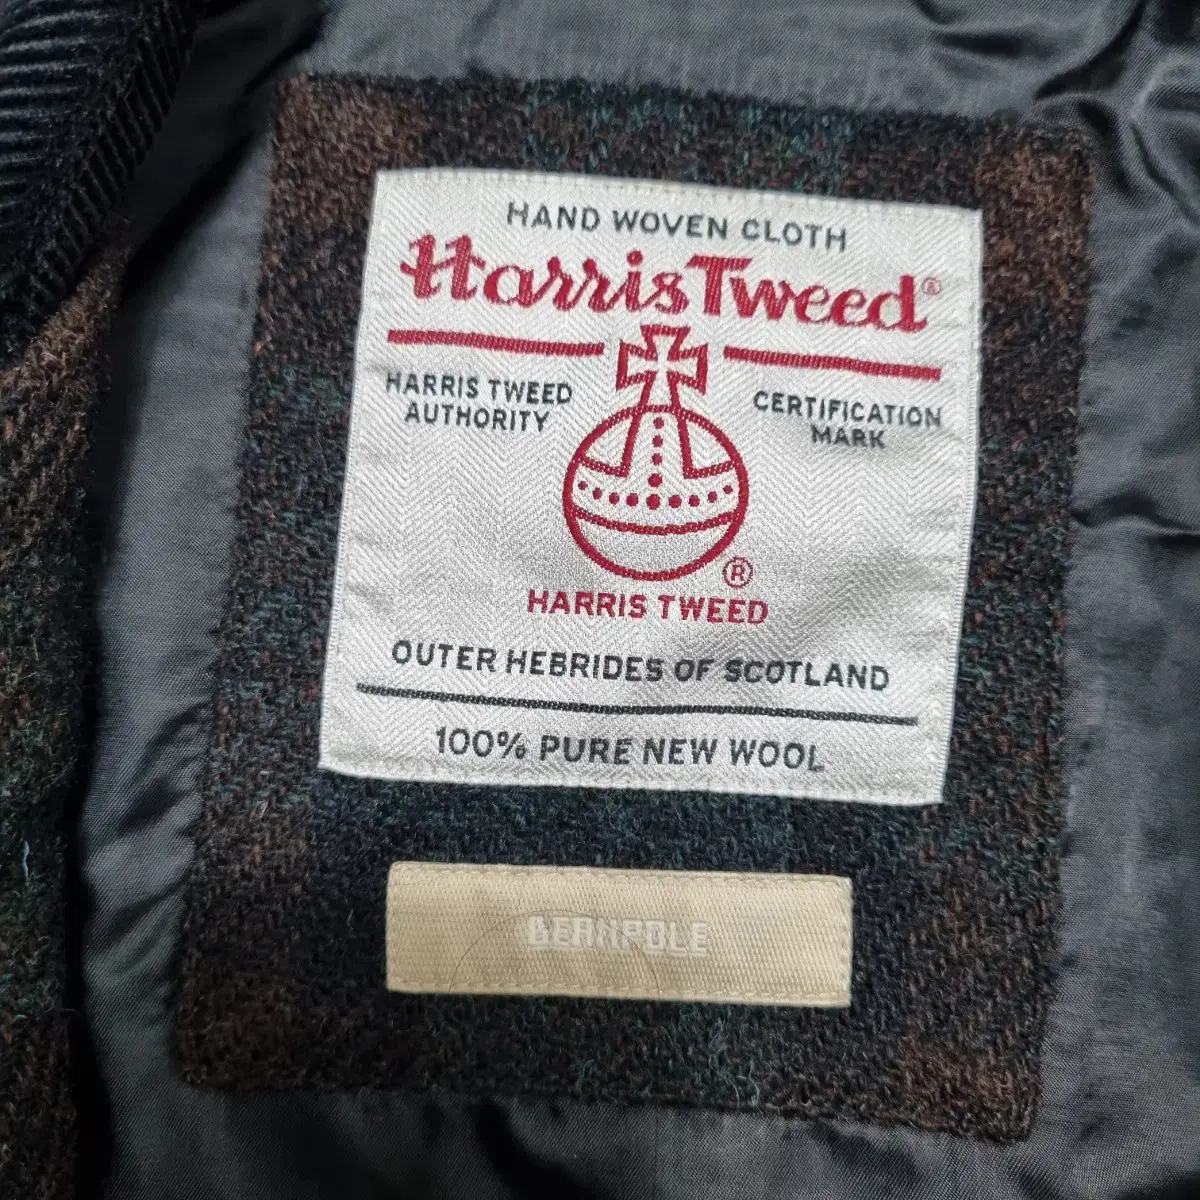 HAND WOVEN CLOTH
Harris Tweed®
HARRIS TWEED
AUTHORITY
CERTIFICATION
MARK
®
HARRIS TWEED
OUTER HEBRIDES OF SCOTLAND
100% PURE NEW WOOL
BEANPOLE